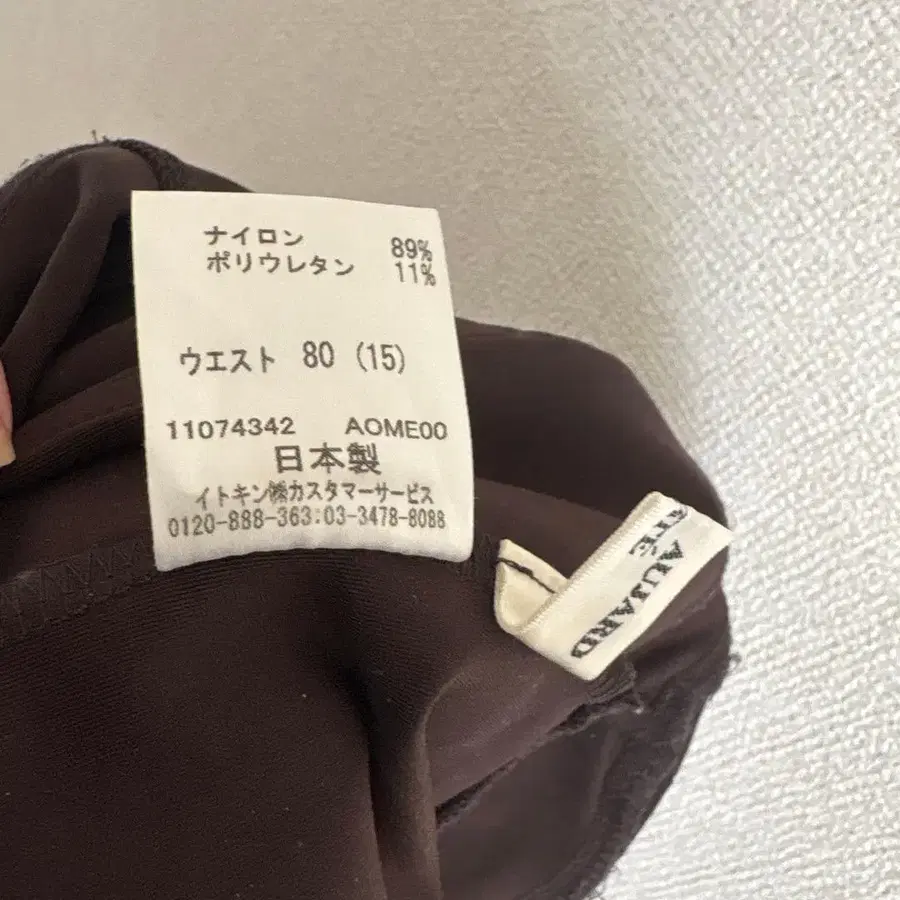 ナイロン 89%
ポリウレタン 11%
ウエスト 80 (15)
11074342 AOME00
日本製
イトキン㈱カスタマーサービス
0120-888-363:03-3478-8088
AUJARD